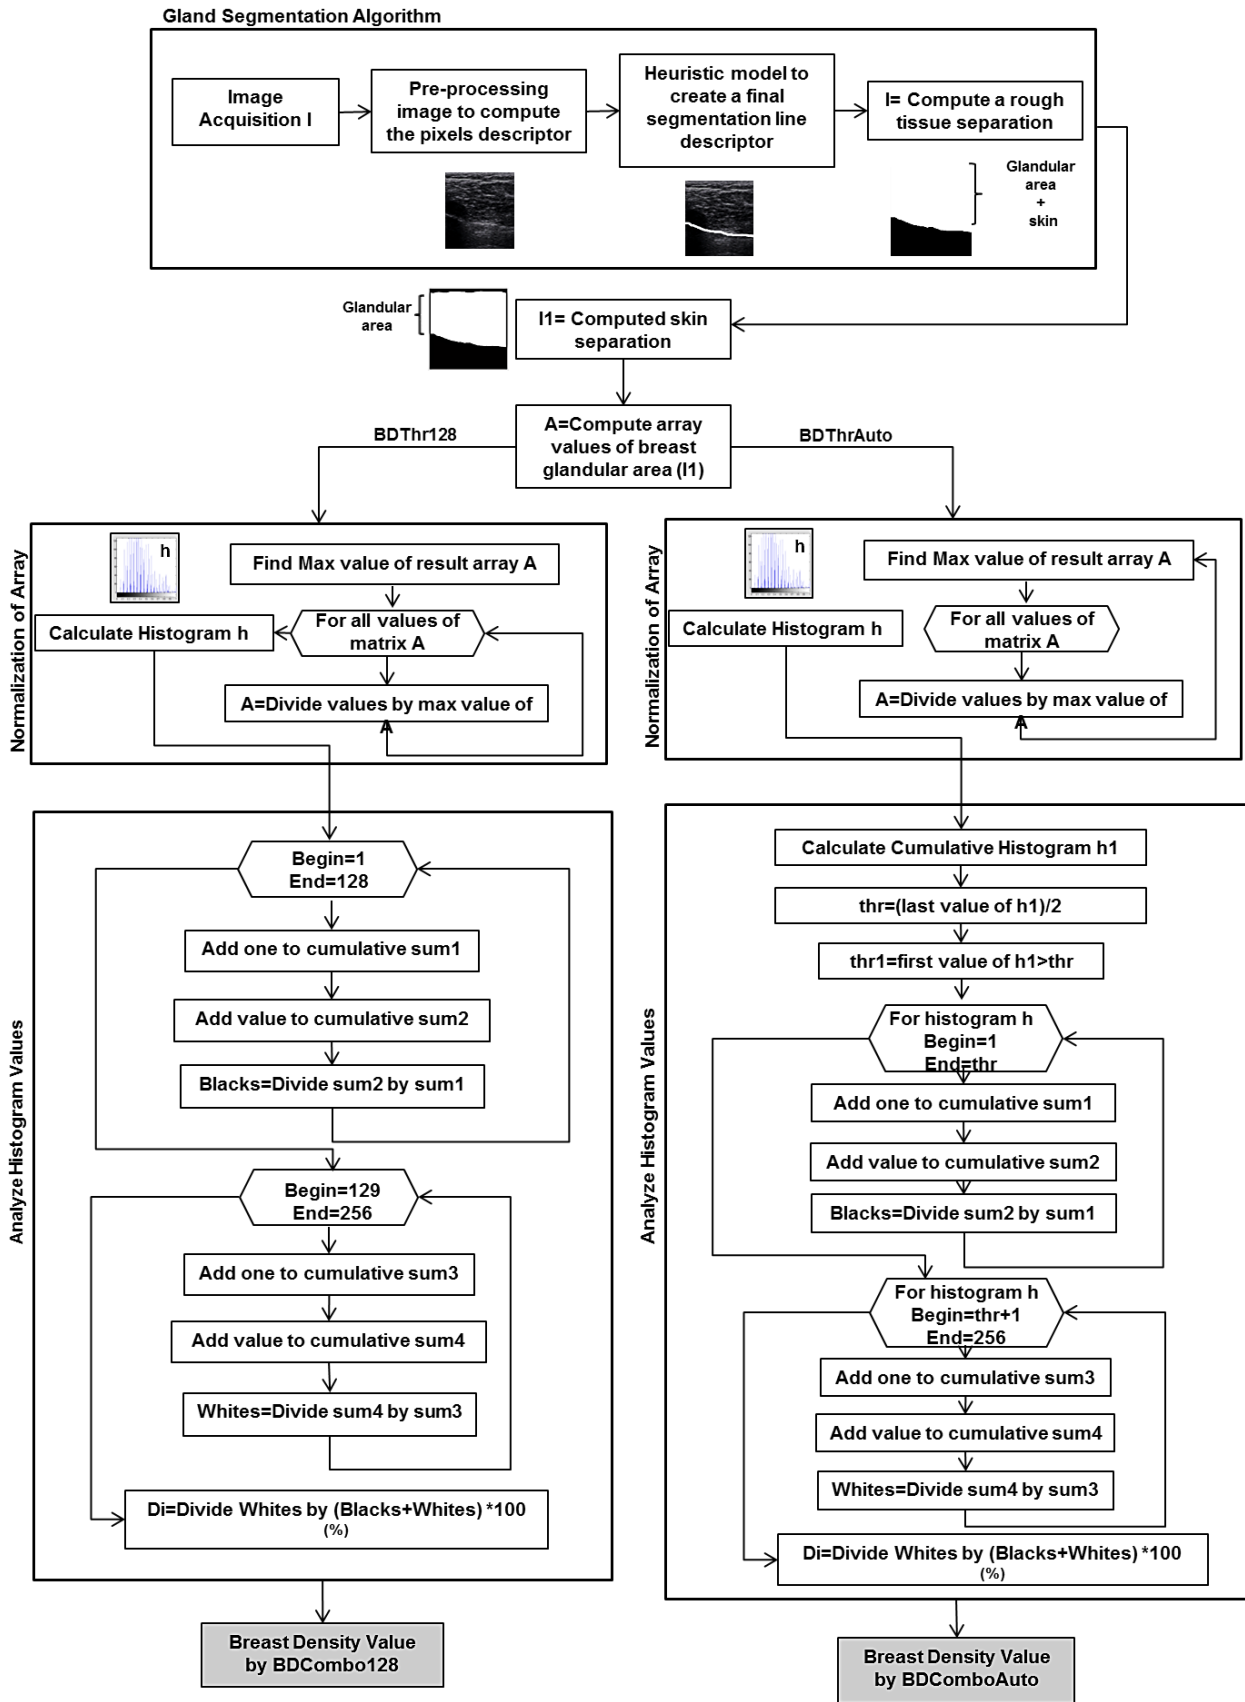 Gland Segmentation Algorithm
Image
Acquisition I
Pre-processing
image to compute
the pixels descriptor
Heuristic model to
create a final
segmentation line
descriptor
I= Compute a rough
tissue separation
Glandular
area
+
skin
Glandular
area
I1= Computed skin
separation
A=Compute array
values of breast
glandular area (I1)
BDThr128
BDThrAuto
Normalization of Array
h
Find Max value of result array A
For all values of
matrix A
Calculate Histogram h
A=Divide values by max value of
A
Analyze Histogram Values
Begin=1
End=128
Add one to cumulative sum1
Add value to cumulative sum2
Blacks=Divide sum2 by sum1
Begin=129
End=256
Add one to cumulative sum3
Add value to cumulative sum4
Whites=Divide sum4 by sum3
Di=Divide Whites by (Blacks+Whites) *100
(%)
Breast Density Value
by BDCombo128
Normalization of Array
h
Find Max value of result array A
For all values of
matrix A
Calculate Histogram h
A=Divide values by max value of
A
Analyze Histogram Values
Calculate Cumulative Histogram h1
thr=(last value of h1)/2
thr1=first value of h1>thr
For histogram h
Begin=1
End=thr
Add one to cumulative sum1
Add value to cumulative sum2
Blacks=Divide sum2 by sum1
For histogram h
Begin=thr+1
End=256
Add one to cumulative sum3
Add value to cumulative sum4
Whites=Divide sum4 by sum3
Di=Divide Whites by (Blacks+Whites) *100
(%)
Breast Density Value
by BDComboAuto